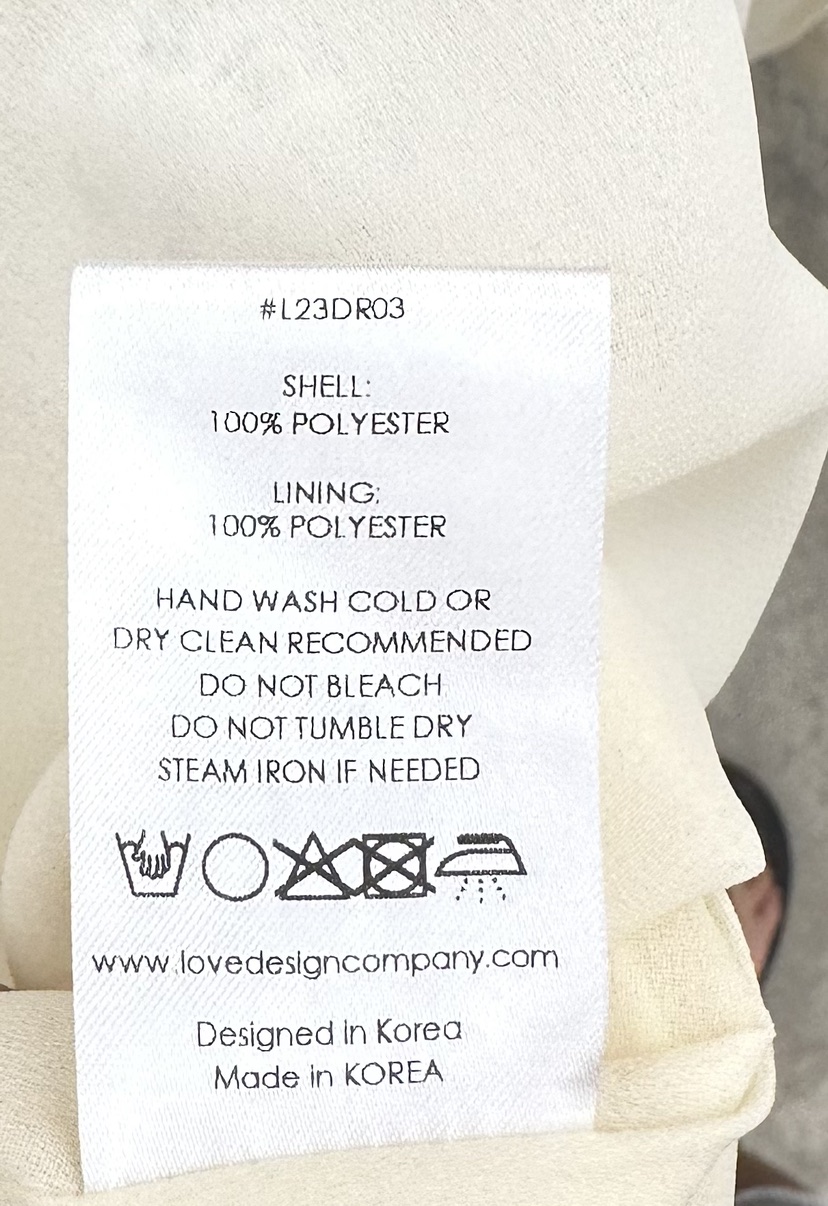 #L23DR03
SHELL:
100% POLYESTER
LINING:
100% POLYESTER
HAND WASH COLD OR
DRY CLEAN RECOMMENDED
DO NOT BLEACH
DO NOT TUMBLE DRY
STEAM IRON IF NEEDED
www.lovedesigncompany.com
Designed in Korea
Made in KOREA